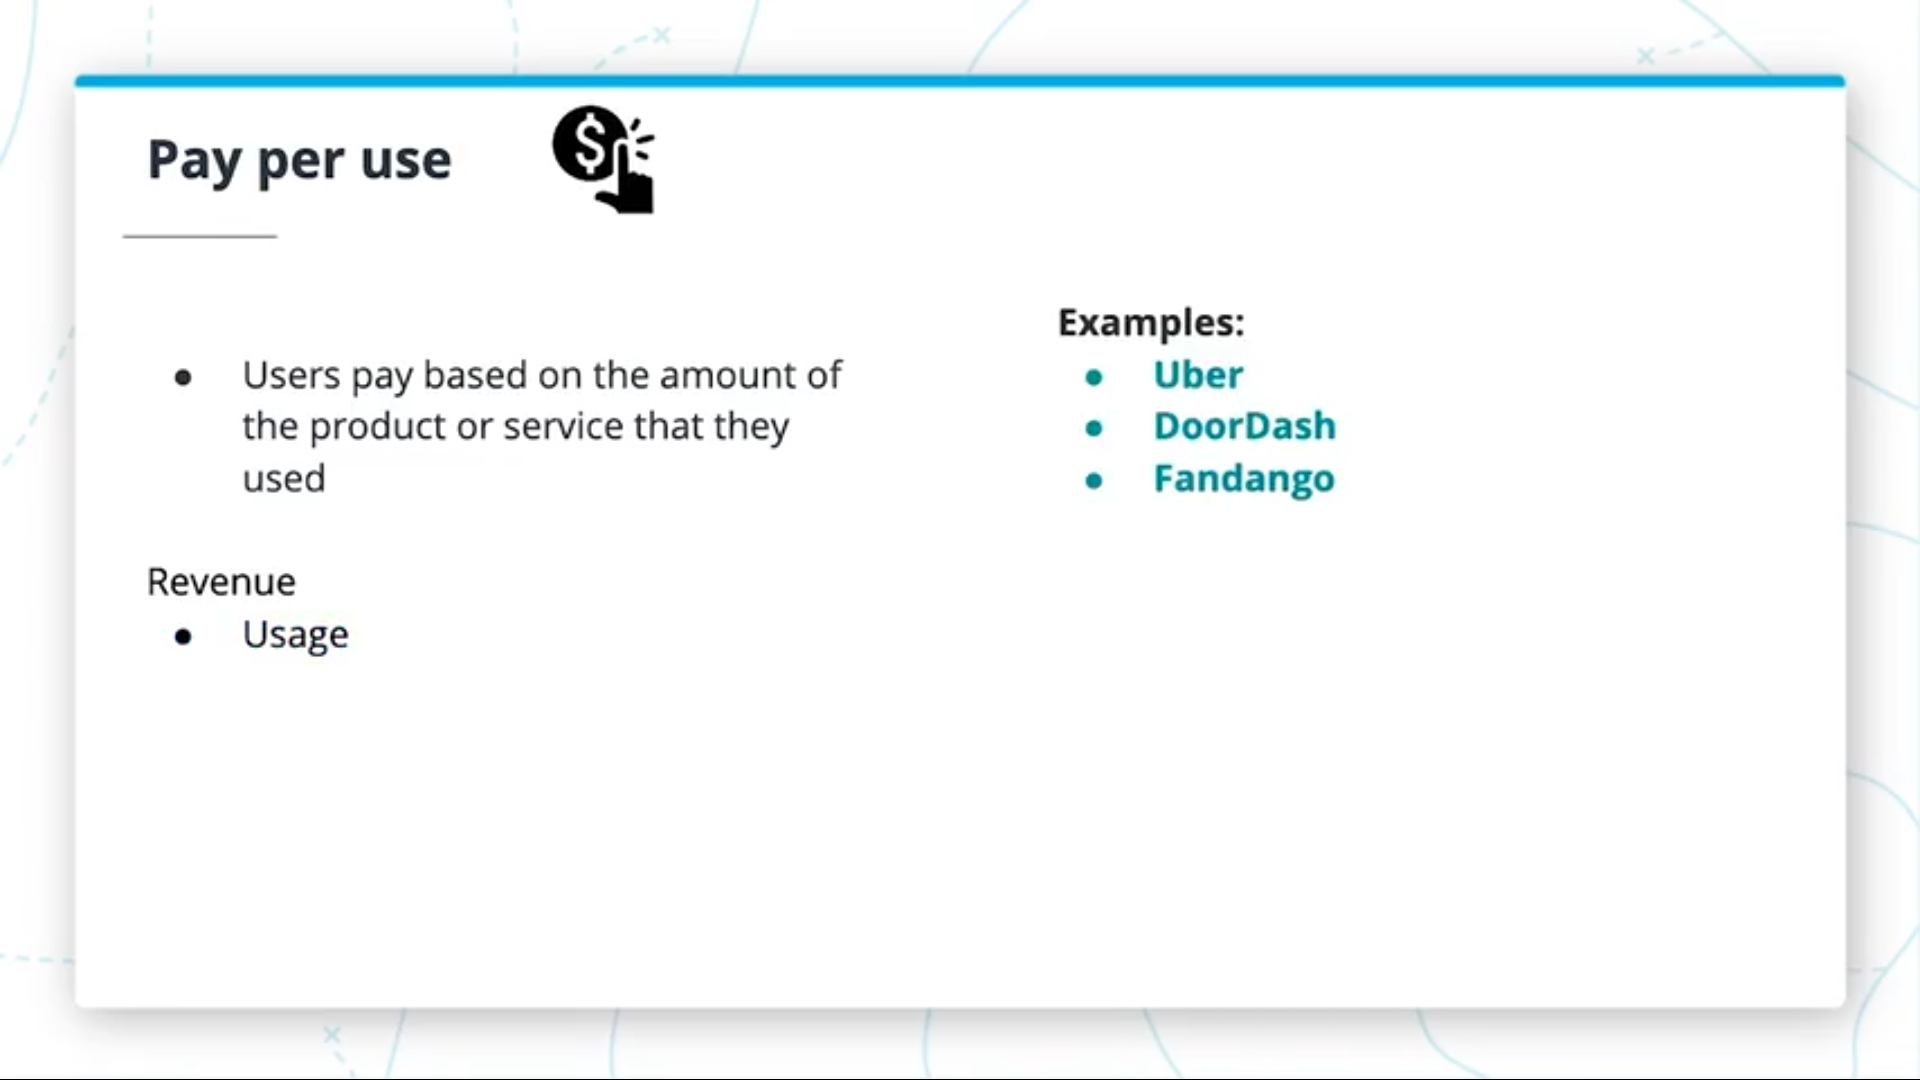 Pay per use
● Users pay based on the amount of
the product or service that they
used
Revenue
● Usage
Examples:
● Uber
● DoorDash
● Fandango